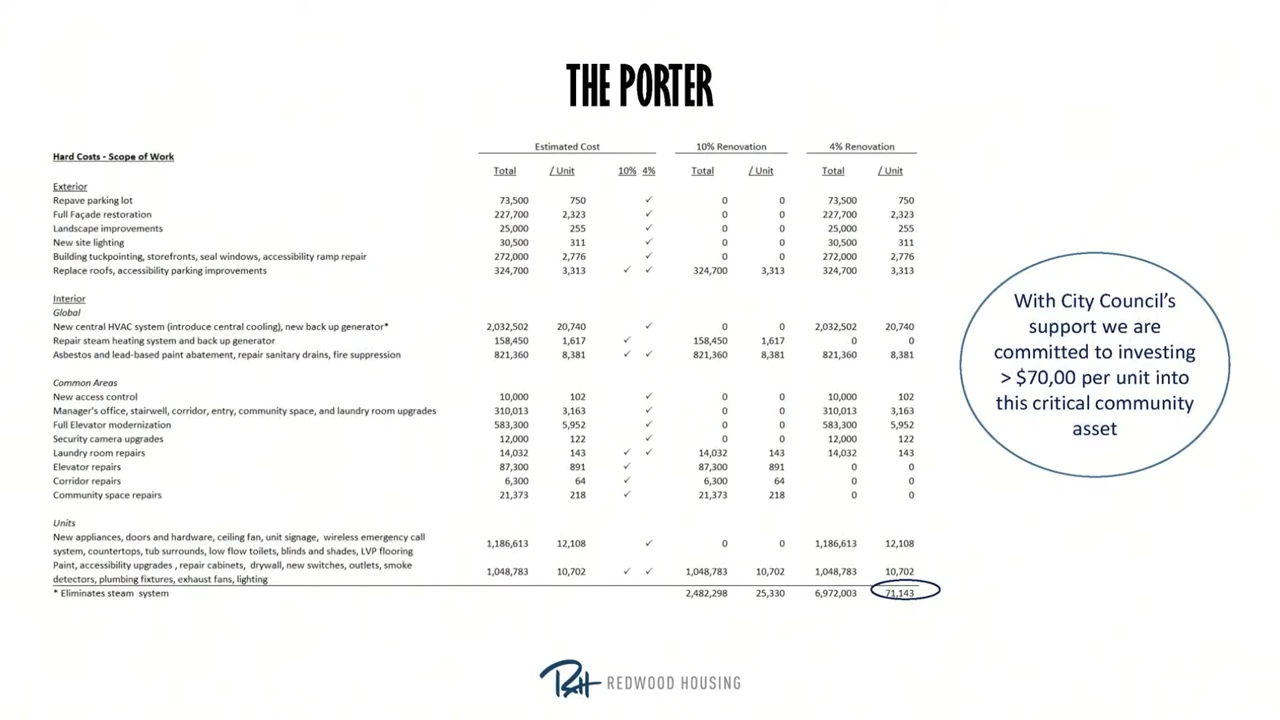 THE PORTER
Estimated Cost 10% Renovation 4% Renovation
Hard Costs - Scope of Work
Total / Unit 10% 4% Total / Unit Total / Unit
Exterior
Repave parking lot 73,500 750 ✓ 0 0 73,500 750
Full Façade restoration 227,700 2,323 ✓ 0 0 227,700 2,323
Landscape improvements 25,000 255 ✓ 0 0 25,000 255
New site lighting 30,500 311 ✓ 0 0 30,500 311
Building tuckpointing, storefronts, seal windows, accessibility ramp repair 272,000 2,776 ✓ 0 0 272,000 2,776
Replace roofs, accessibility parking improvements 324,700 3,313 ✓ ✓ 324,700 3,313 324,700 3,313
Interior
Global
New central HVAC system (introduce central cooling), new back up generator* 2,032,502 20,740 ✓ 0 0 2,032,502 20,740
Repair steam heating system and back up generator 158,450 1,617 ✓ 158,450 1,617 0 0
Asbestos and lead-based paint abatement, repair sanitary drains, fire suppression 821,360 8,381 ✓ ✓ 821,360 8,381 821,360 8,381
Common Areas
New access control 10,000 102 ✓ 0 0 10,000 102
Manager's office, stairwell, corridor, entry, community space, and laundry room upgrades 310,013 3,163 ✓ 0 0 310,013 3,163
Full Elevator modernization 583,300 5,952 ✓ 0 0 583,300 5,952
Security camera upgrades 12,000 122 ✓ 0 0 12,000 122
Laundry room repairs 14,032 143 ✓ ✓ 14,032 143 14,032 143
Elevator repairs 87,300 891 ✓ 87,300 891 0 0
Corridor repairs 6,300 64 ✓ 6,300 64 0 0
Community space repairs 21,373 218 ✓ 21,373 218 0 0
Units
New appliances, doors and hardware, ceiling fan, unit signage, wireless emergency call
system, countertops, tub surrounds, low flow toilets, blinds and shades, LVP flooring 1,186,613 12,108 ✓ 0 0 1,186,613 12,108
Paint, accessibility upgrades , repair cabinets, drywall, new switches, outlets, smoke
detectors, plumbing fixtures, exhaust fans, lighting 1,048,783 10,702 ✓ ✓ 1,048,783 10,702 1,048,783 10,702
* Eliminates steam system 2,482,298 25,330 6,972,003 71,143
With City Council's
support we are
committed to investing
> $70,00 per unit into
this critical community
asset
RH REDWOOD HOUSING